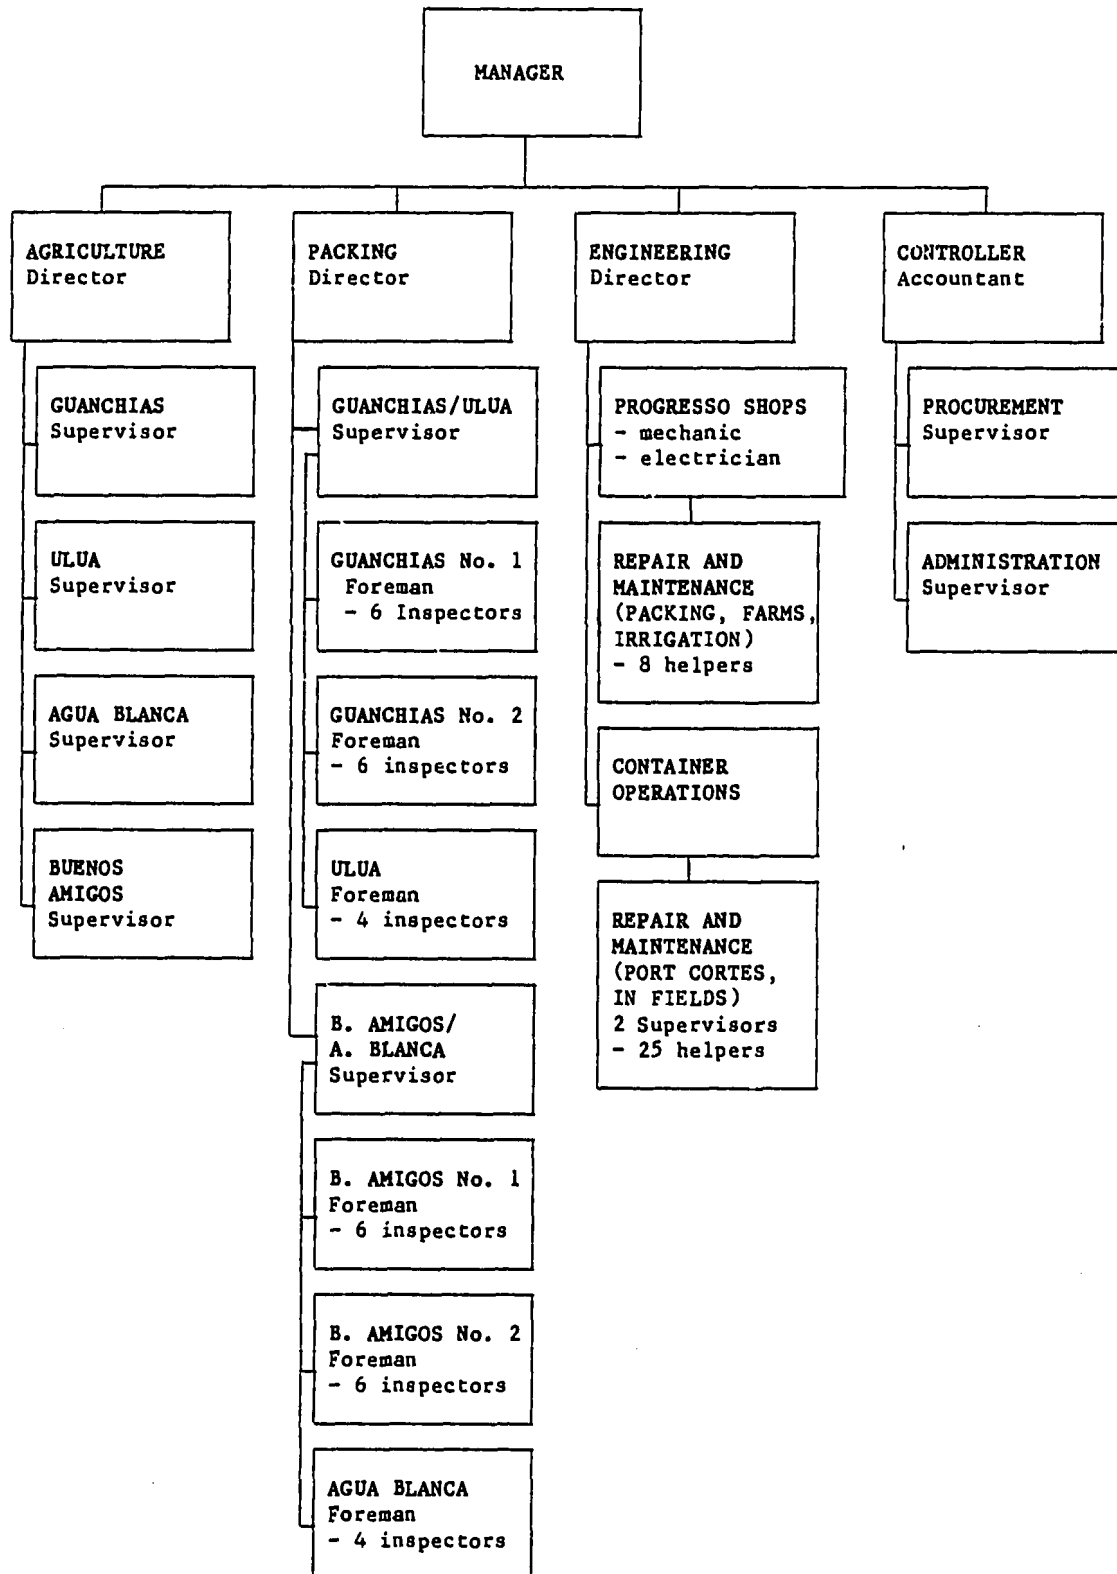 MANAGER
AGRICULTURE
Director
GUANCHIAS
Supervisor
ULUA
Supervisor
AGUA BLANCA
Supervisor
BUENOS
AMIGOS
Supervisor
PACKING
Director
GUANCHIAS/ULUA
Supervisor
GUANCHIAS No. 1
Foreman
- 6 Inspectors
GUANCHIAS No. 2
Foreman
- 6 inspectors
ULUA
Foreman
- 4 inspectors
B. AMIGOS/
A. BLANCA
Supervisor
B. AMIGOS No. 1
Foreman
- 6 inspectors
B. AMIGOS No. 2
Foreman
- 6 inspectors
AGUA BLANCA
Foreman
- 4 inspectors
ENGINEERING
Director
PROGRESSO SHOPS
- mechanic
- electrician
REPAIR AND
MAINTENANCE
(PACKING, FARMS,
IRRIGATION)
- 8 helpers
CONTAINER
OPERATIONS
REPAIR AND
MAINTENANCE
(PORT CORTES,
IN FIELDS)
2 Supervisors
- 25 helpers
CONTROLLER
Accountant
PROCUREMENT
Supervisor
ADMINISTRATION
Supervisor